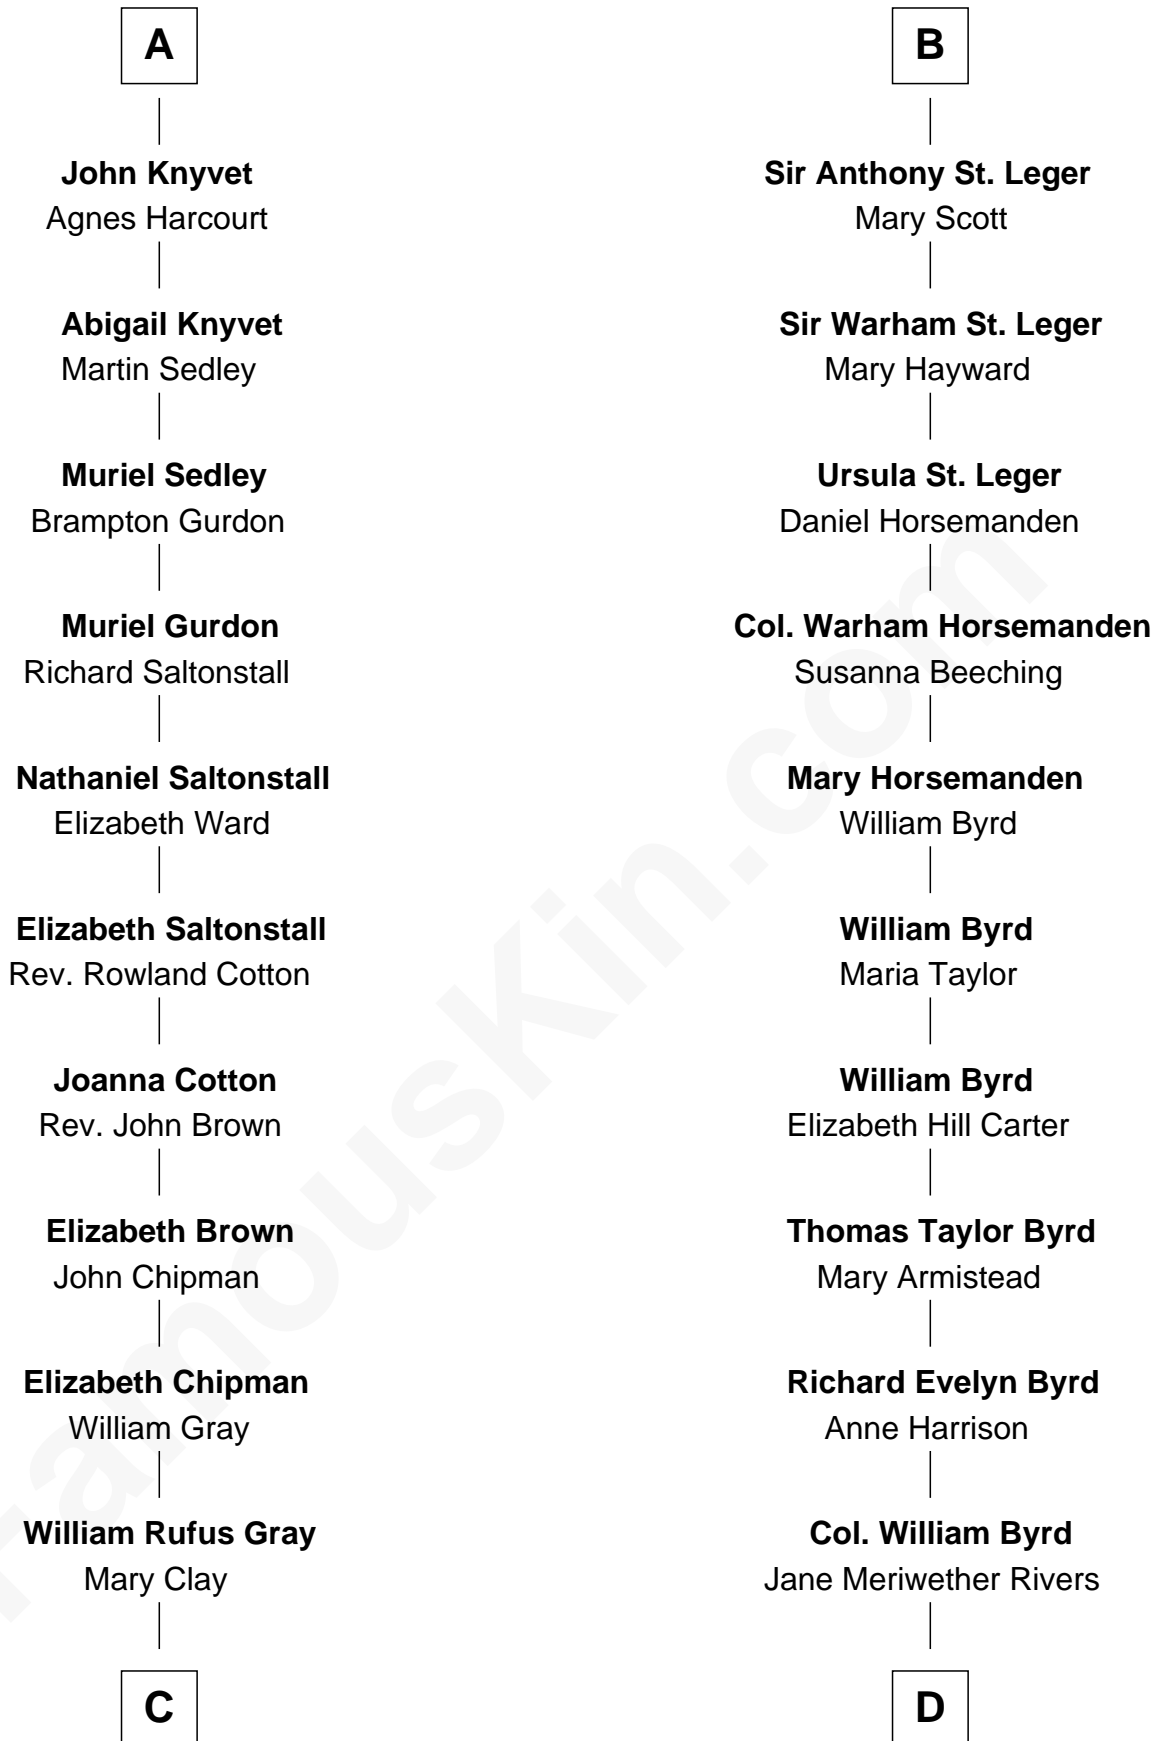 A
John Knyvet
Agnes Harcourt
Abigail Knyvet
Martin Sedley
Muriel Sedley
Brampton Gurdon
Muriel Gurdon
Richard Saltonstall
Nathaniel Saltonstall
Elizabeth Ward
Elizabeth Saltonstall
Rev. Rowland Cotton
Joanna Cotton
Rev. John Brown
Elizabeth Brown
John Chipman
Elizabeth Chipman
William Gray
William Rufus Gray
Mary Clay
C
B
Sir Anthony St. Leger
Mary Scott
Sir Warham St. Leger
Mary Hayward
Ursula St. Leger
Daniel Horsemanden
Col. Warham Horsemanden
Susanna Beeching
Mary Horsemanden
William Byrd
William Byrd
Maria Taylor
William Byrd
Elizabeth Hill Carter
Thomas Taylor Byrd
Mary Armistead
Richard Evelyn Byrd
Anne Harrison
Col. William Byrd
Jane Meriwether Rivers
D
FamousKin.com